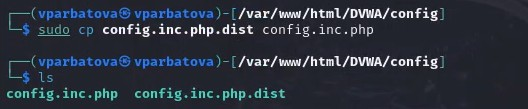 ┌──(vparbatova㉿vparbatova)-[/var/www/html/DVWA/config]
└─$ sudo cp config.inc.php.dist config.inc.php
┌──(vparbatova㉿vparbatova)-[/var/www/html/DVWA/config]
└─$ ls
config.inc.php  config.inc.php.dist